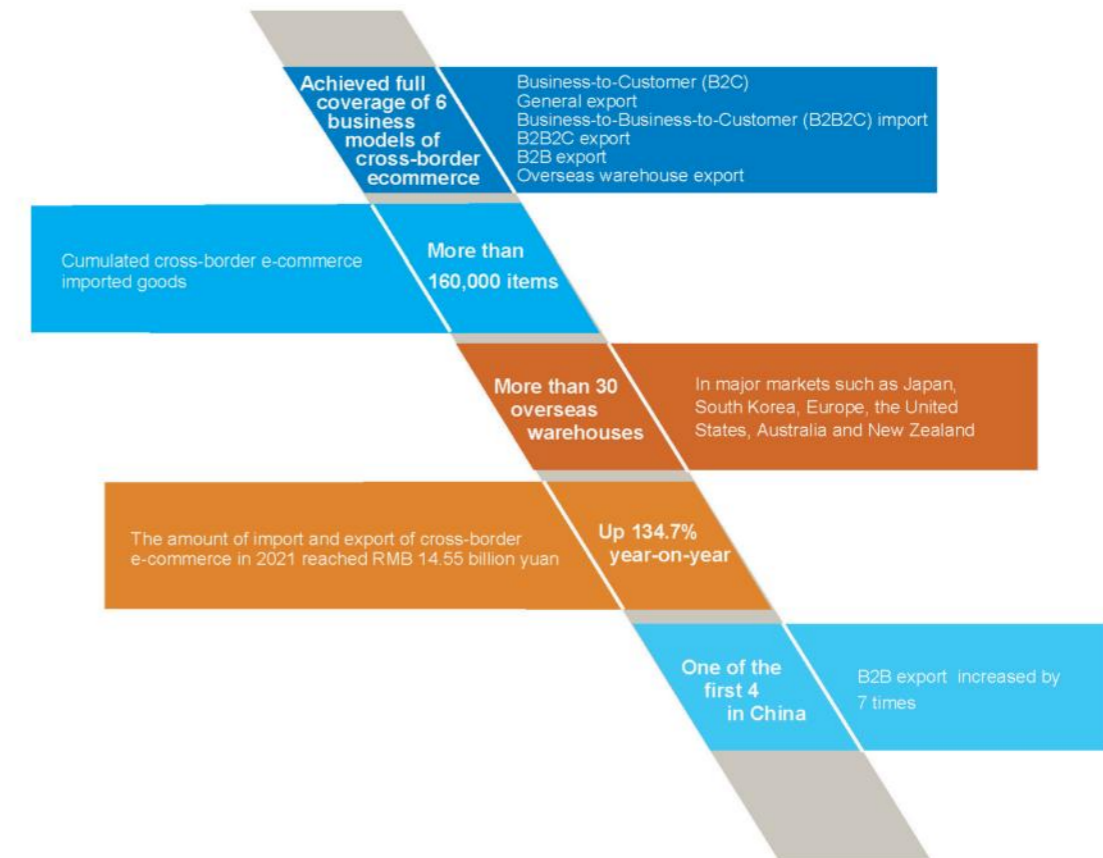 Achieved full
coverage of 6
business
models of
cross-border
ecommerce
Business-to-Customer (B2C)
General export
Business-to-Business-to-Customer (B2B2C) import
B2B2C export
B2B export
Overseas warehouse export
Cumulated cross-border e-commerce
imported goods
More than
160,000 items
More than 30
overseas
warehouses
In major markets such as Japan,
South Korea, Europe, the United
States, Australia and New Zealand
The amount of import and export of cross-border
e-commerce in 2021 reached RMB 14.55 billion yuan
Up 134.7%
year-on-year
One of the
first 4
in China
B2B export increased by
7 times